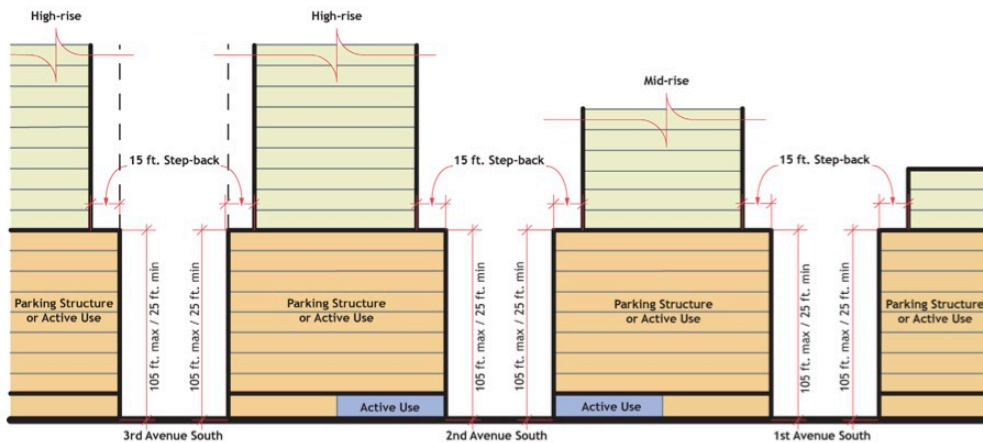 High-rise
High-rise
Mid-rise
15 ft. Step-back
15 ft. Step-back
15 ft. Step-back
105 ft. max / 25 ft. min
105 ft. max / 25 ft. min
105 ft. max / 25 ft. min
105 ft. max / 25 ft. min
105 ft. max / 25 ft. min
105 ft. max / 25 ft. min
Parking Structure
or Active Use
Parking Structure
or Active Use
Parking Structure
or Active Use
Parking Structure
or Active Use
Active Use
Active Use
3rd Avenue South
2nd Avenue South
1st Avenue South